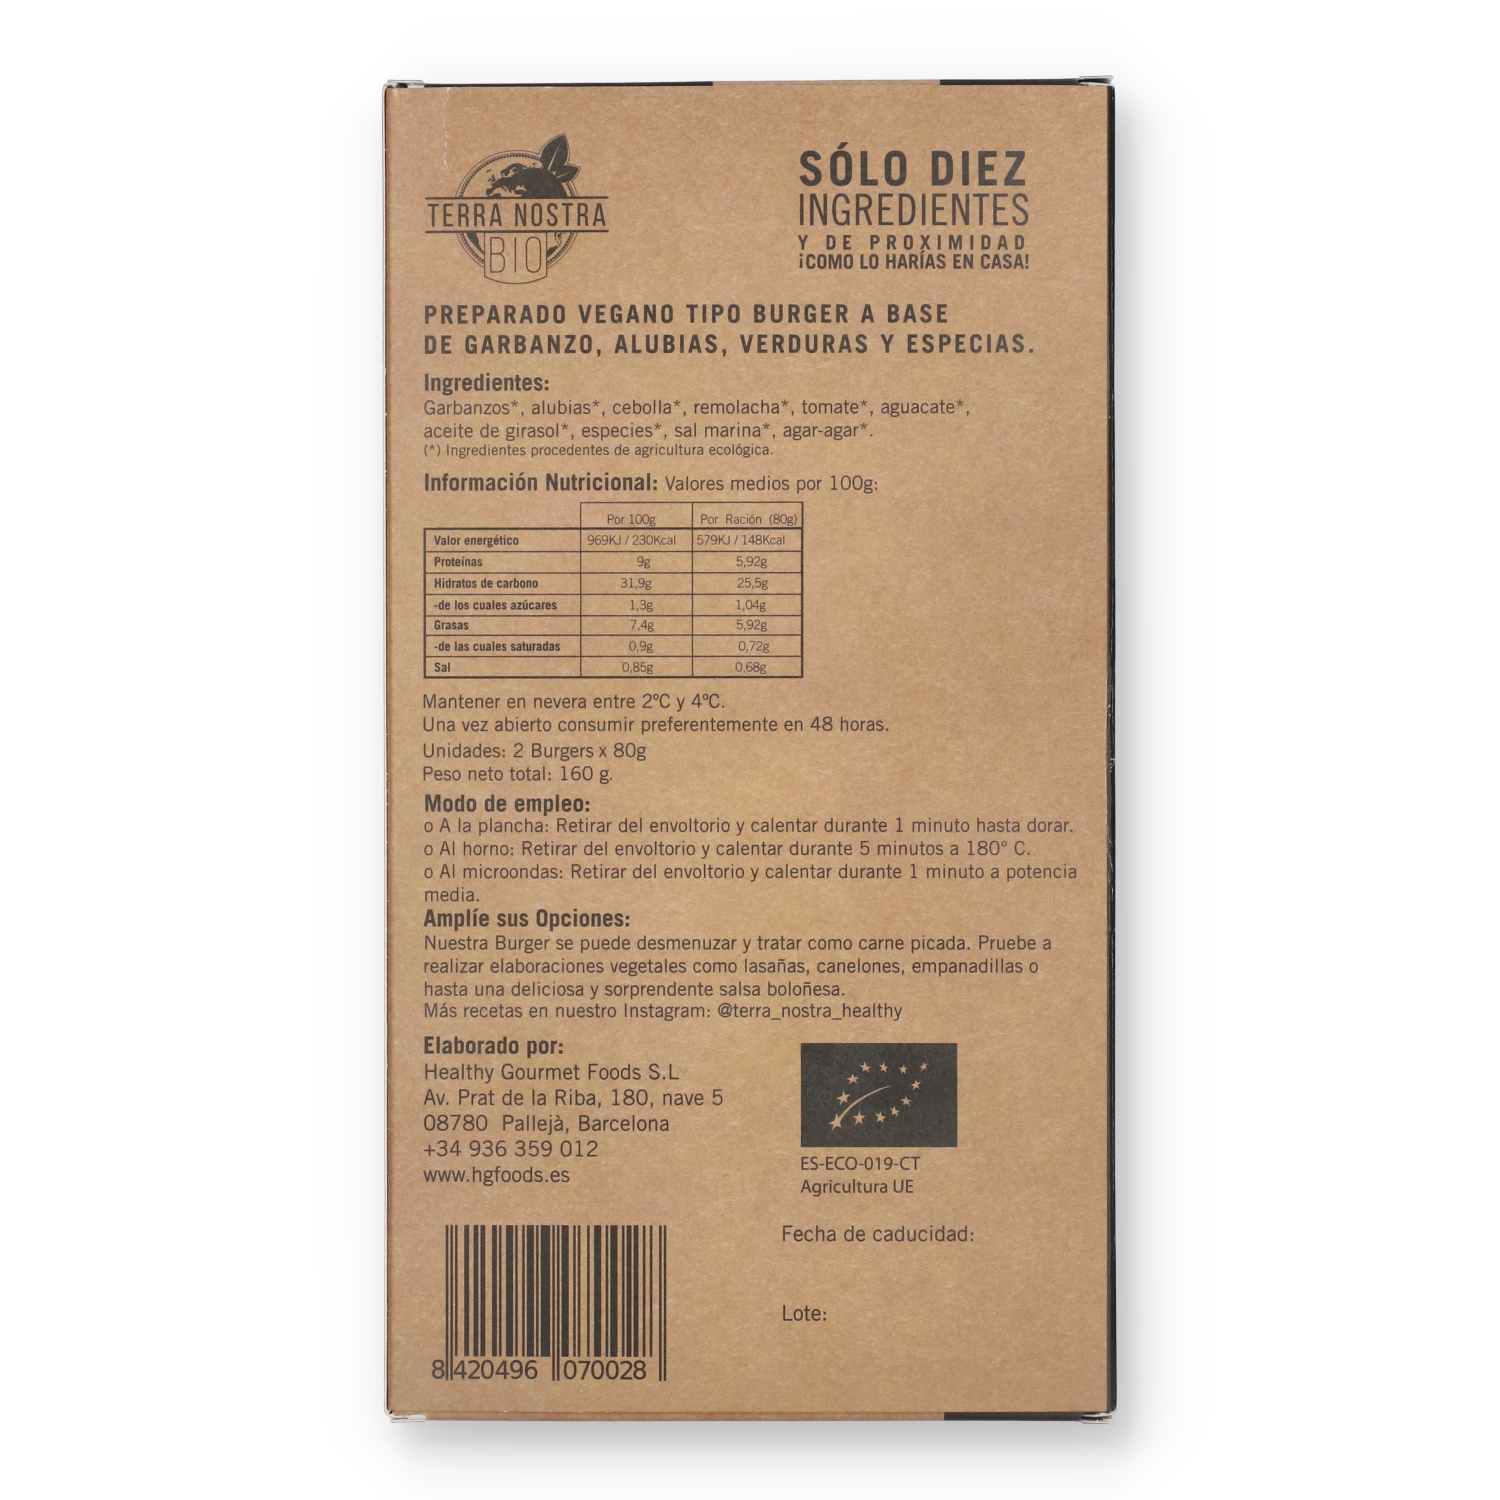 TERRA NOSTRA
BIO
SÓLO DIEZ
INGREDIENTES
Y DE PROXIMIDAD
¡COMO LO HARÍAS EN CASA!
PREPARADO VEGANO TIPO BURGER A BASE
DE GARBANZO, ALUBIAS, VERDURAS Y ESPECIAS.
Ingredientes:
Garbanzos*, alubias*, cebolla*, remolacha*, tomate*, aguacate*,
aceite de girasol*, especies*, sal marina*, agar-agar*.
(*) Ingredientes procedentes de agricultura ecológica.
Información Nutricional: Valores medios por 100g:
Por 100g Por Ración (80g)
Valor energético 969KJ / 230Kcal 579KJ / 148Kcal
Proteínas 9g 5,92g
Hidratos de carbono 31,9g 25,5g
-de los cuales azúcares 1,3g 1,04g
Grasas 7,4g 5,92g
-de las cuales saturadas 0,9g 0,72g
Sal 0,85g 0,68g
Mantener en nevera entre 2ºC y 4ºC.
Una vez abierto consumir preferentemente en 48 horas.
Unidades: 2 Burgers x 80g
Peso neto total: 160 g.
Modo de empleo:
o A la plancha: Retirar del envoltorio y calentar durante 1 minuto hasta dorar.
o Al horno: Retirar del envoltorio y calentar durante 5 minutos a 180° C.
o Al microondas: Retirar del envoltorio y calentar durante 1 minuto a potencia
media.
Amplíe sus Opciones:
Nuestra Burger se puede desmenuzar y tratar como carne picada. Pruebe a
realizar elaboraciones vegetales como lasañas, canelones, empanadillas o
hasta una deliciosa y sorprendente salsa boloñesa.
Más recetas en nuestro Instagram: @terra_nostra_healthy
Elaborado por:
Healthy Gourmet Foods S.L
Av. Prat de la Riba, 180, nave 5
08780 Pallejà, Barcelona
+34 936 359 012
www.hgfoods.es
ES-ECO-019-CT
Agricultura UE
Fecha de caducidad:
Lote:
8 420496 070028